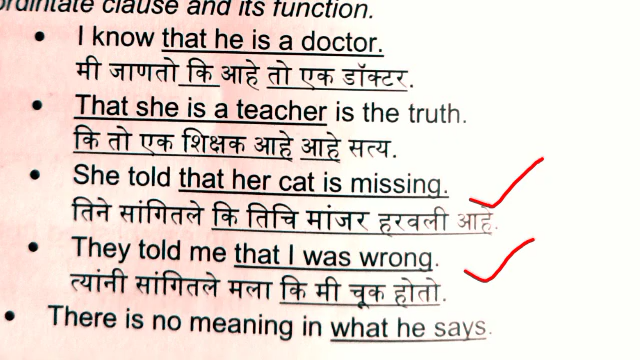 ordintate clause and its function.
• I know that he is a doctor.
मी जाणतो कि आहे तो एक डॉक्टर.
• That she is a teacher is the truth.
कि तो एक शिक्षक आहे आहे सत्य.
• She told that her cat is missing.
तिने सांगितले कि तिचि मांजर हरवली आहे.
• They told me that I was wrong.
त्यांनी सांगितले मला कि मी चूक होतो.
• There is no meaning in what he says.